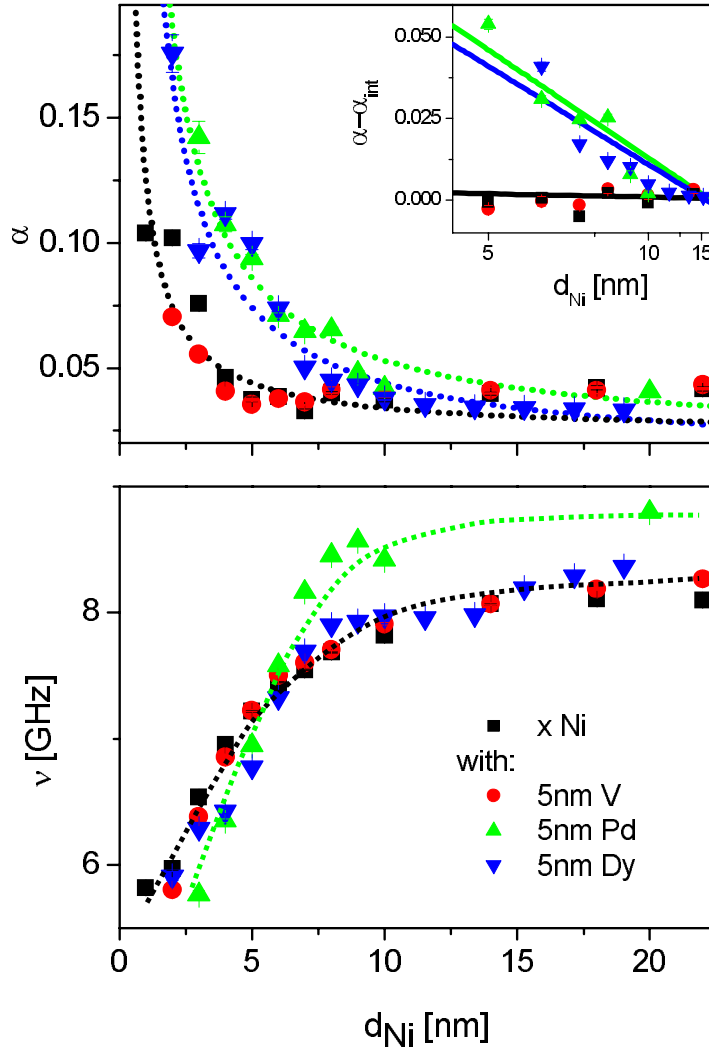 0.15
0.10
0.05
α
0.050
0.025
0.000
α−α_int
5
10
15
d_Ni [nm]
8
6
ν [GHz]
x Ni
with:
5nm V
5nm Pd
5nm Dy
0
5
10
15
20
d_Ni [nm]